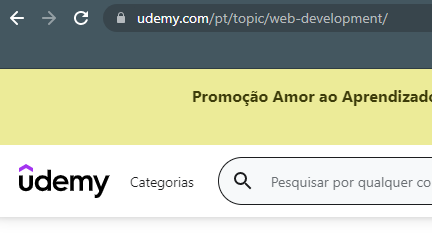 udemy.com/pt/topic/web-development/
Promoção Amor ao Aprendizado
udemy Categorias Pesquisar por qualquer co